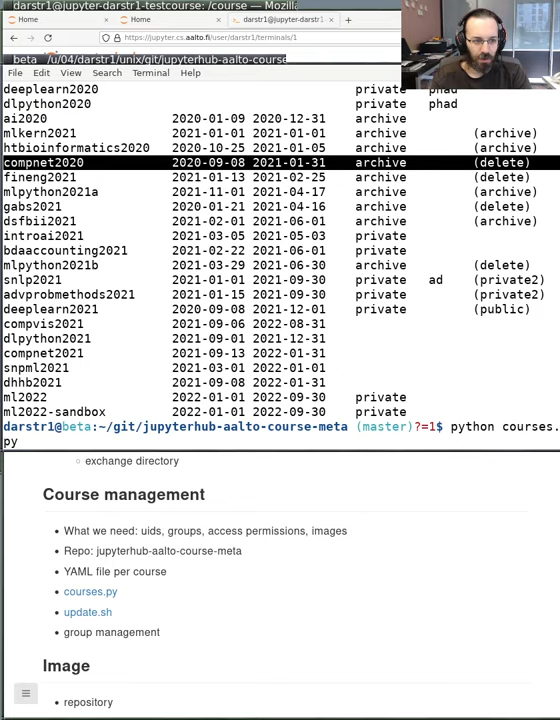 darstr1@jupyter-darstr1-testcourse: /course — Mozill
Home
Home
darstr1@jupyter-darstr1-testc
https://jupyter.cs.aalto.fi/user/darstr1/terminals/1
beta /u/04/darstr1/unix/git/jupyterhub-aalto-course
File Edit View Search Terminal Help
deeplearn2020 private phad
dlpython2020 private phad
ai2020 2020-01-09 2020-12-31 archive
mlkern2021 2021-01-01 2021-01-01 archive (archive)
htbioinformatics2020 2020-10-25 2021-01-05 archive (archive)
compnet2020 2020-09-08 2021-01-31 archive (delete)
fineng2021 2021-01-13 2021-02-25 archive (delete)
mlpython2021a 2021-11-01 2021-04-17 archive (archive)
gabs2021 2020-01-21 2021-04-16 archive (delete)
dsfbii2021 2021-02-01 2021-06-01 archive (archive)
introai2021 2021-03-05 2021-05-03 private
bdaaccounting2021 2021-02-22 2021-06-01 private
mlpython2021b 2021-03-29 2021-06-30 archive (delete)
snlp2021 2021-01-01 2021-09-30 private ad (private2)
advprobmethods2021 2021-01-15 2021-09-30 private (private2)
deeplearn2021 2020-09-08 2021-12-01 private (public)
compvis2021 2021-09-06 2022-08-31
dlpython2021 2021-09-01 2021-12-31
compnet2021 2021-09-13 2022-01-31
snpml2021 2021-03-01 2022-01-01
dhhb2021 2021-09-08 2022-01-31
ml2022 2022-01-01 2022-09-30 private
ml2022-sandbox 2022-01-01 2022-09-30 private
darstr1@beta:~/git/jupyterhub-aalto-course-meta (master)?=1$ python courses.
py
exchange directory
Course management
What we need: uids, groups, access permissions, images
Repo: jupyterhub-aalto-course-meta
YAML file per course
courses.py
update.sh
group management
Image
repository